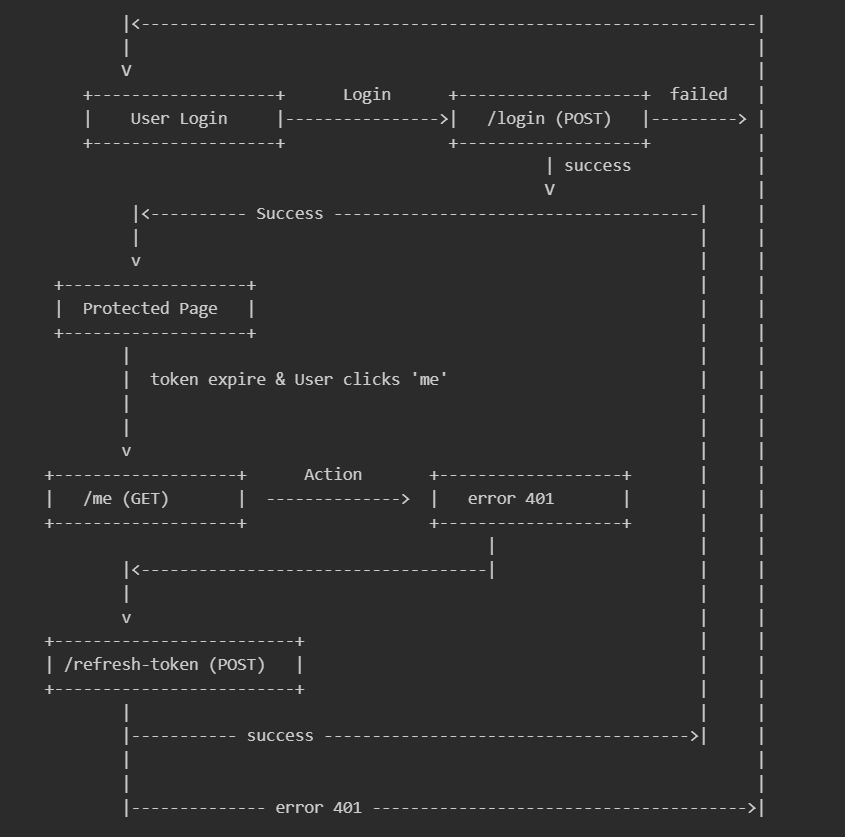 Login failed
User Login /login (POST)
success
Success
Protected Page
token expire & User clicks 'me'
Action
/me (GET) error 401
/refresh-token (POST)
success
error 401